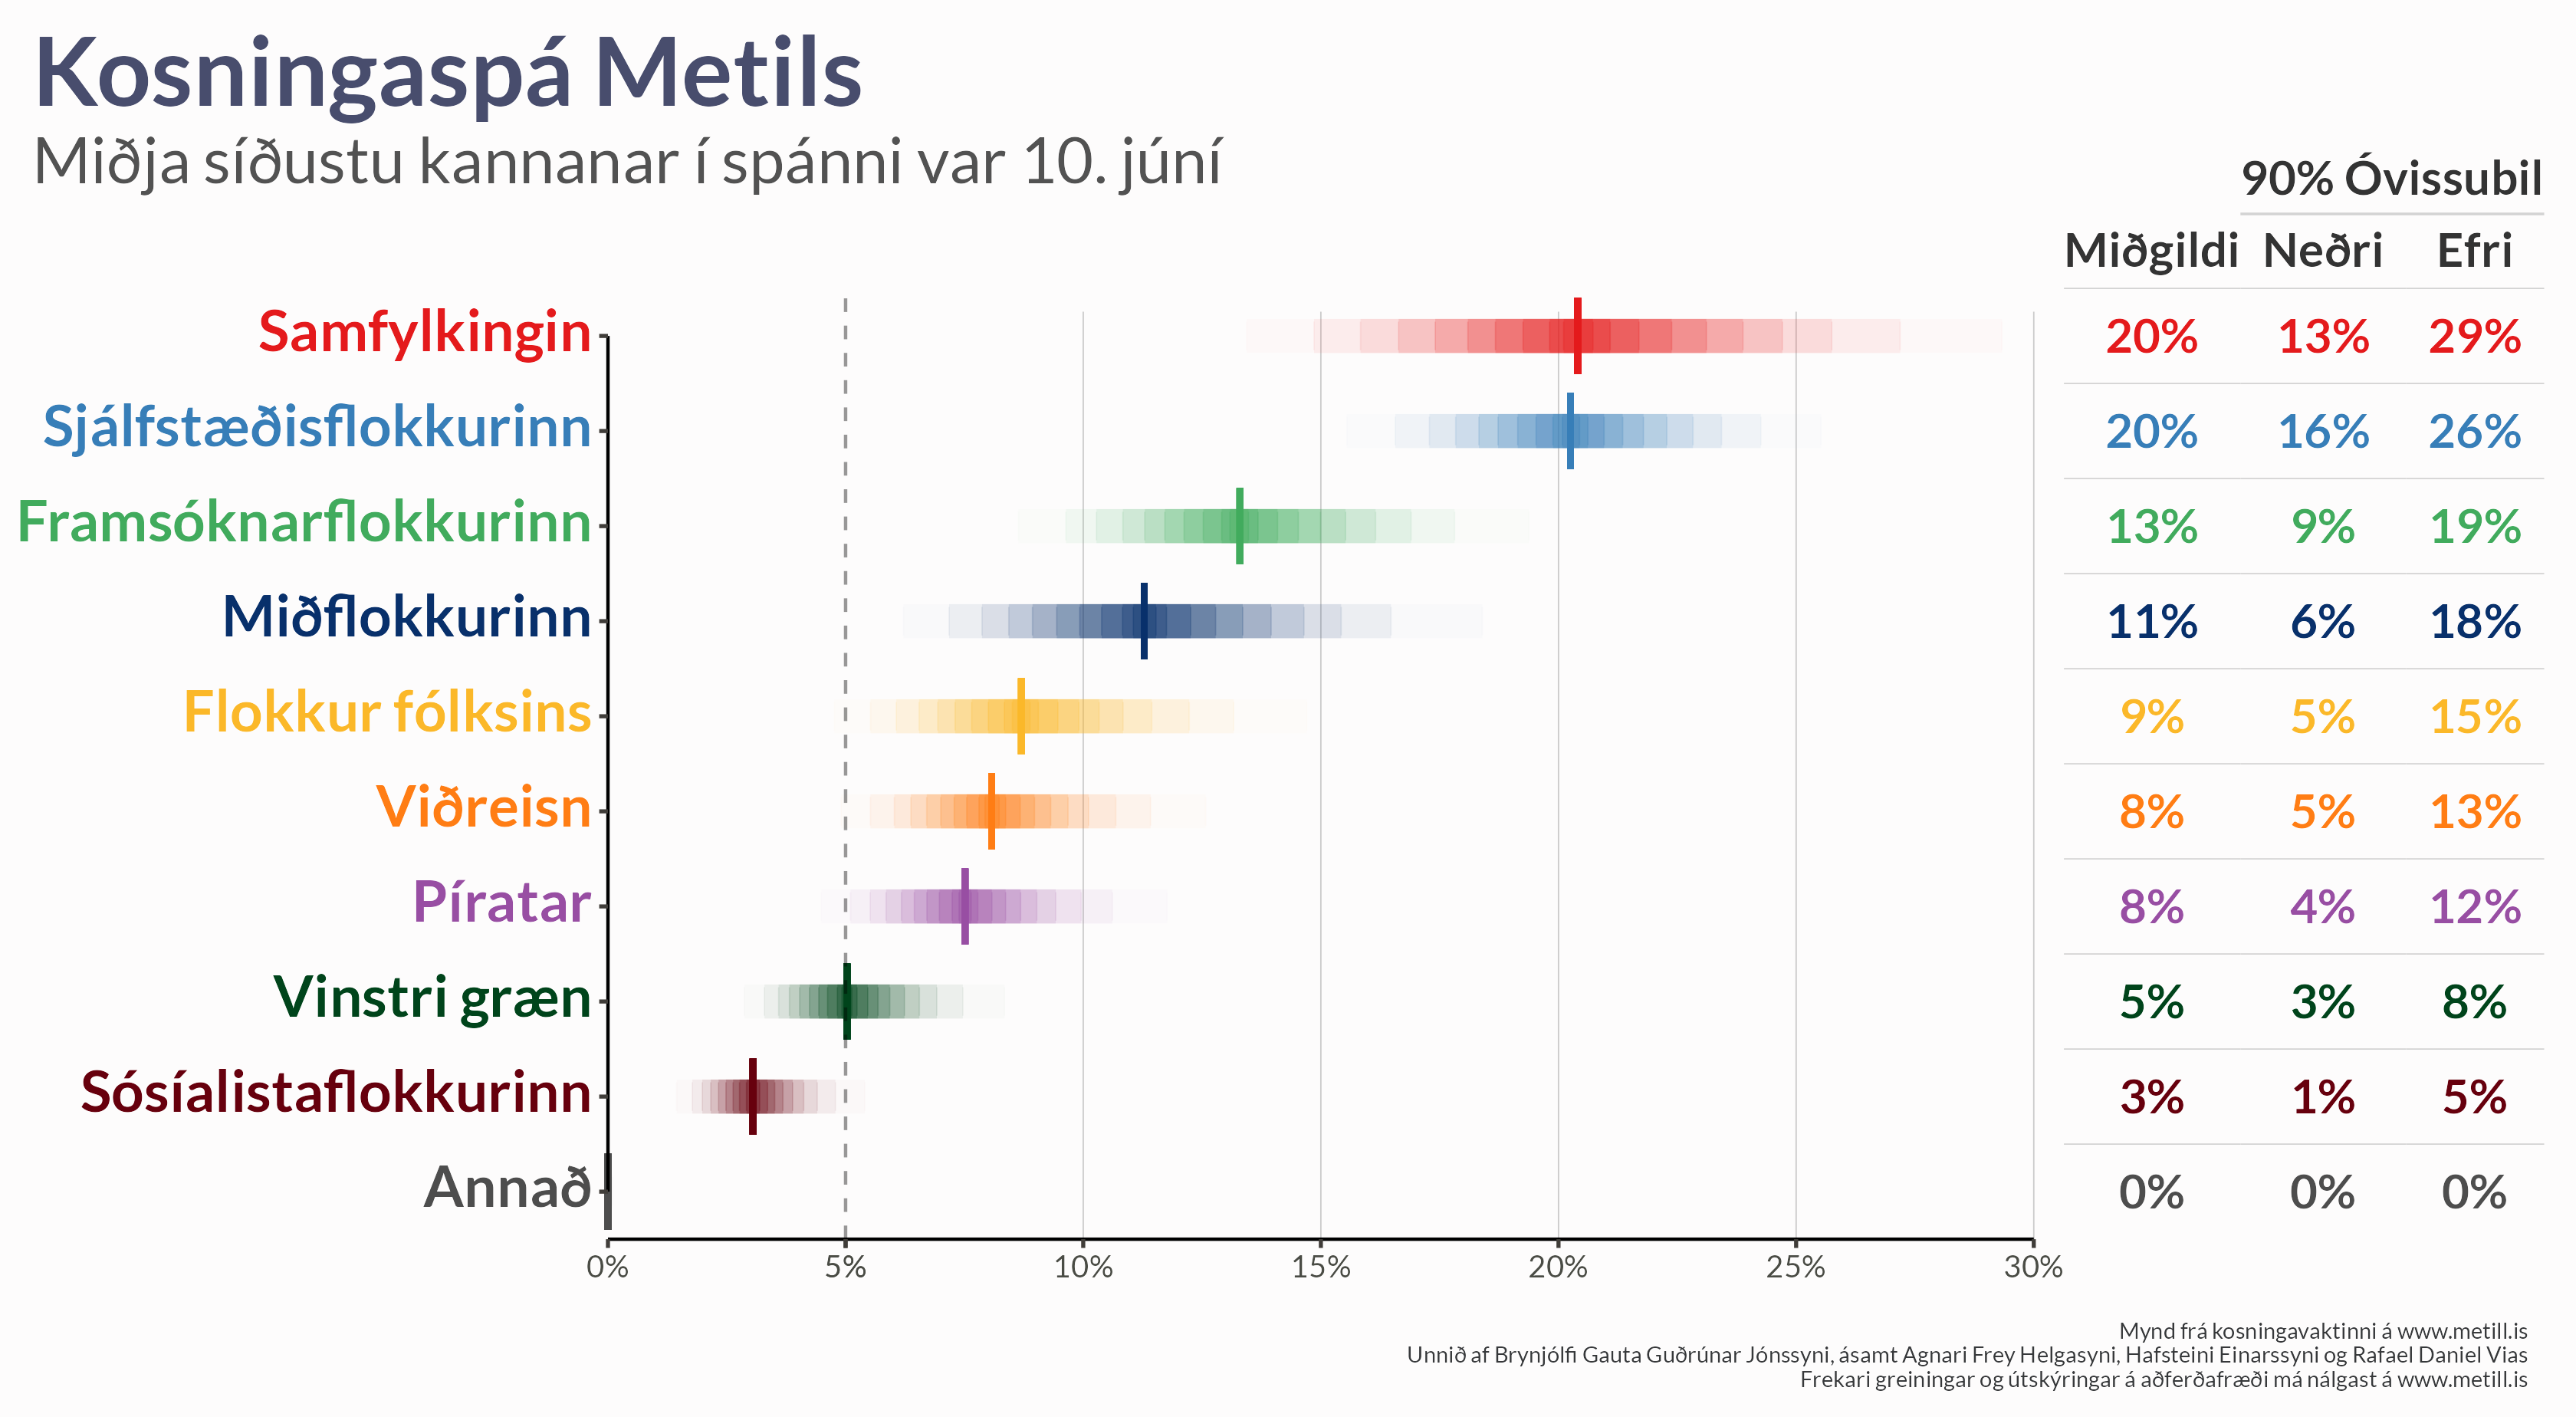 Kosningaspá Metils
Miðja síðustu kannanar í spánni var 10. júní
90% Óvissubil
Miðgildi Neðri Efri
Samfylkingin 20% 13% 29%
Sjálfstæðisflokkurinn 20% 16% 26%
Framsóknarflokkurinn 13% 9% 19%
Miðflokkurinn 11% 6% 18%
Flokkur fólksins 9% 5% 15%
Viðreisn 8% 5% 13%
Píratar 8% 4% 12%
Vinstri græn 5% 3% 8%
Sósíalistaflokkurinn 3% 1% 5%
Annað 0% 0% 0%
0% 5% 10% 15% 20% 25% 30%
Mynd frá kosningavaktinni á www.metill.is
Unnið af Brynjólfi Gauta Guðrúnar Jónssyni, ásamt Agnari Frey Helgasyni, Hafsteini Einarssyni og Rafael Daniel Vias
Frekari greiningar og útskýringar á aðferðafræði má nálgast á www.metill.is